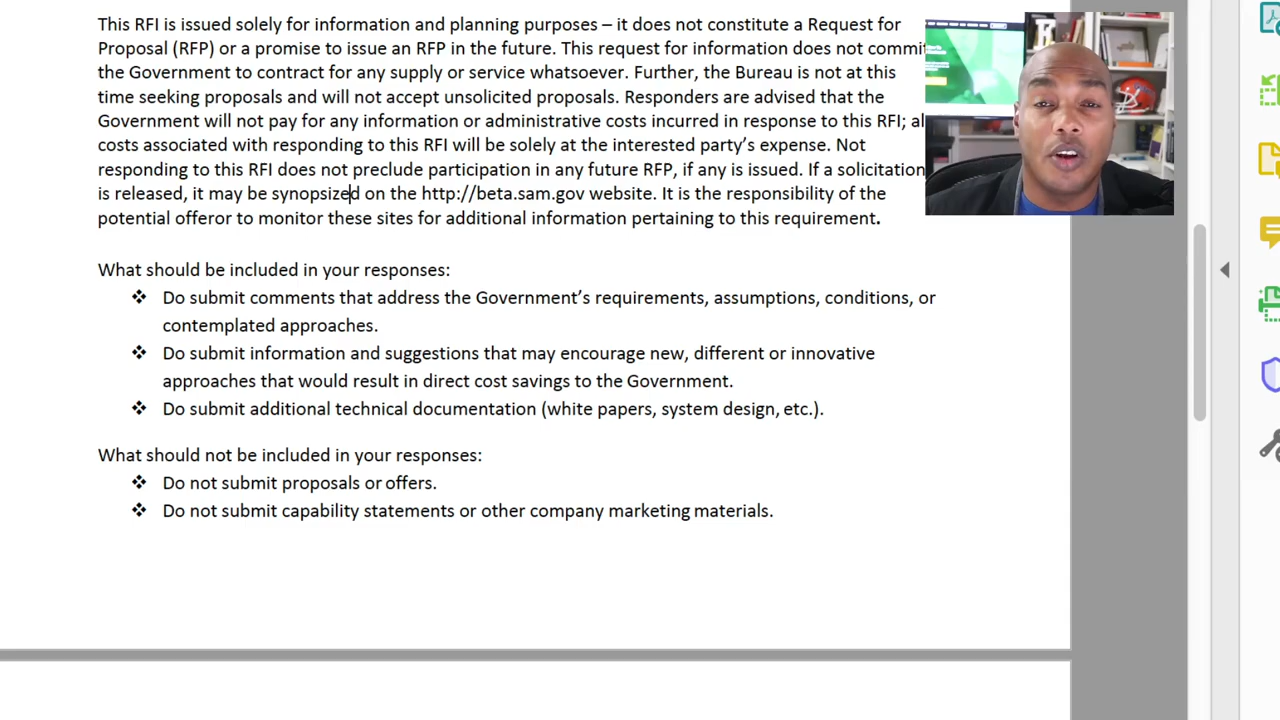 This RFI is issued solely for information and planning purposes – it does not constitute a Request for
Proposal (RFP) or a promise to issue an RFP in the future. This request for information does not commit
the Government to contract for any supply or service whatsoever. Further, the Bureau is not at this
time seeking proposals and will not accept unsolicited proposals. Responders are advised that the
Government will not pay for any information or administrative costs incurred in response to this RFI; al
costs associated with responding to this RFI will be solely at the interested party’s expense. Not
responding to this RFI does not preclude participation in any future RFP, if any is issued. If a solicitation
is released, it may be synopsized on the http://beta.sam.gov website. It is the responsibility of the
potential offeror to monitor these sites for additional information pertaining to this requirement.
What should be included in your responses:
❖ Do submit comments that address the Government’s requirements, assumptions, conditions, or
contemplated approaches.
❖ Do submit information and suggestions that may encourage new, different or innovative
approaches that would result in direct cost savings to the Government.
❖ Do submit additional technical documentation (white papers, system design, etc.).
What should not be included in your responses:
❖ Do not submit proposals or offers.
❖ Do not submit capability statements or other company marketing materials.